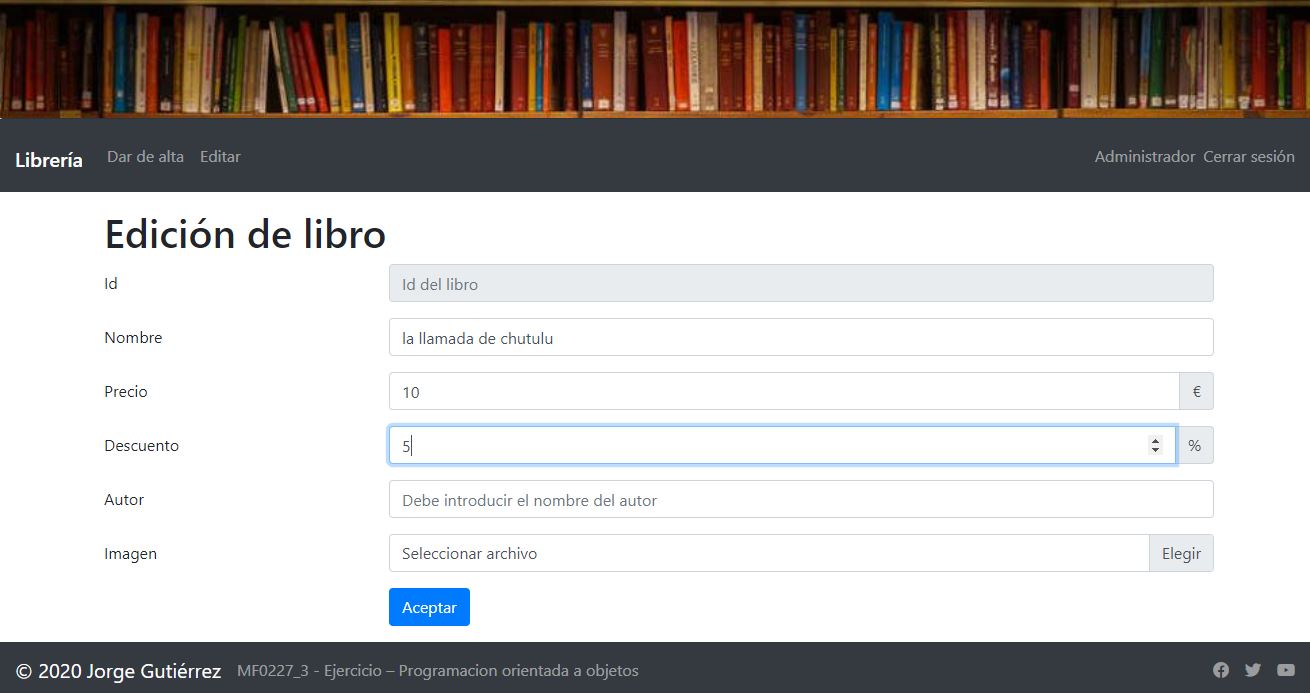 Librería Dar de alta Editar Administrador Cerrar sesión
Edición de libro
Id Id del libro
Nombre la llamada de chutulu
Precio 10 €
Descuento 5 %
Autor Debe introducir el nombre del autor
Imagen Seleccionar archivo Elegir
Aceptar
© 2020 Jorge Gutiérrez MF0227_3 - Ejercicio – Programacion orientada a objetos